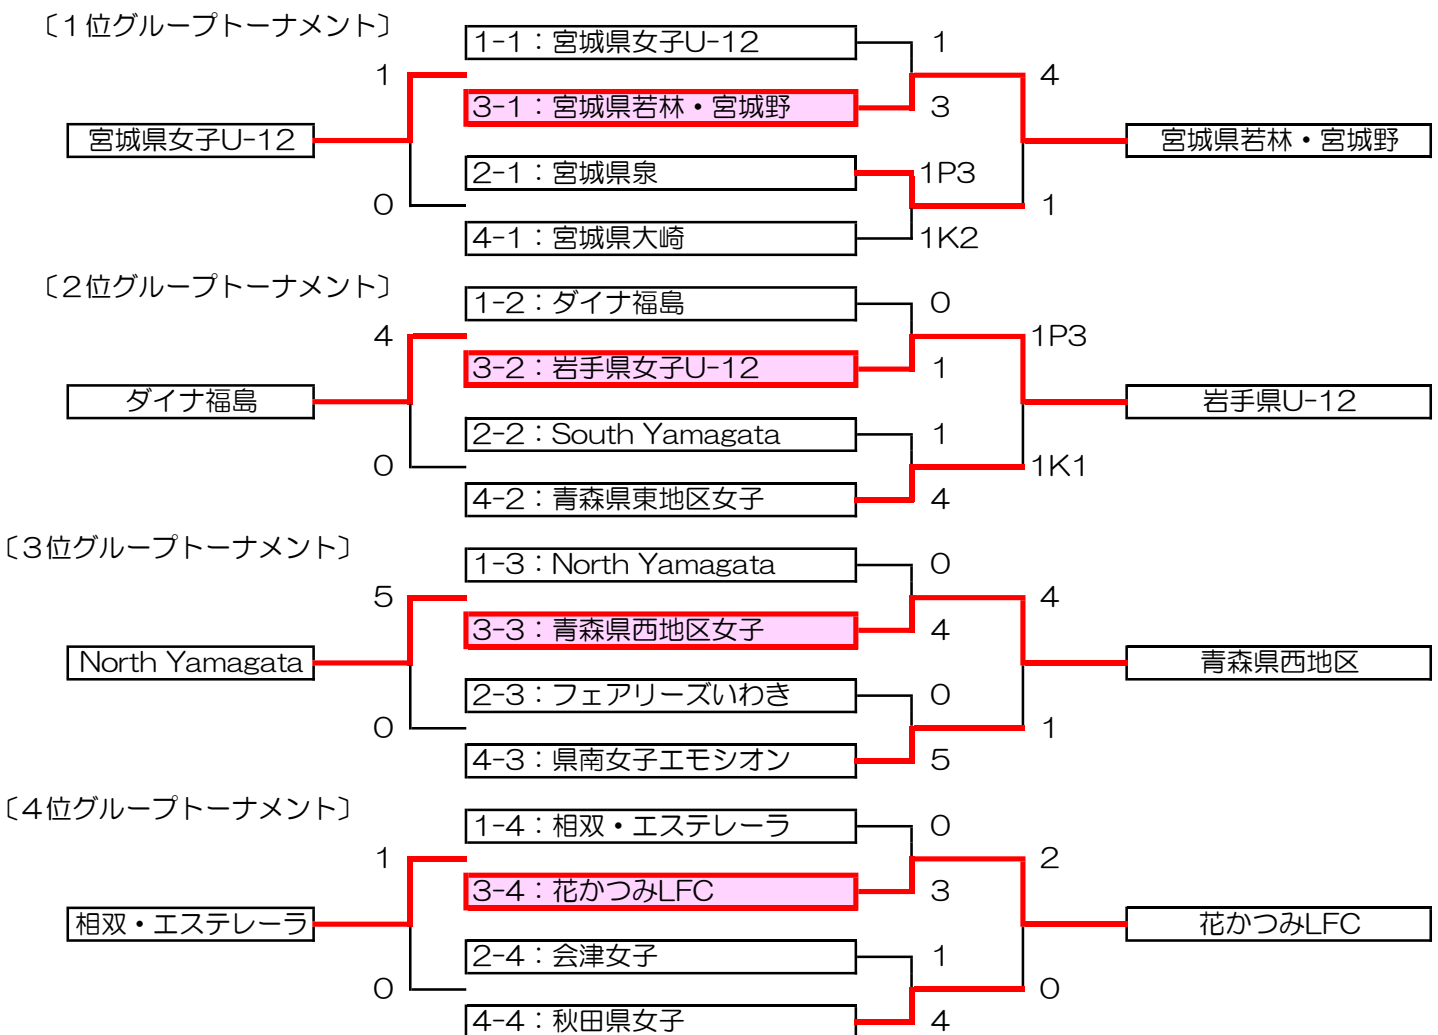 〔１位グループトーナメント〕
1-1：宮城県女子U-12
1
1
4
3-1：宮城県若林・宮城野
3
宮城県女子U-12
宮城県若林・宮城野
2-1：宮城県泉
1P3
0
1
4-1：宮城県大崎
1K2
〔２位グループトーナメント〕
1-2：ダイナ福島
0
4
1P3
3-2：岩手県女子U-12
1
ダイナ福島
岩手県U-12
2-2：South Yamagata
1
0
1K1
4-2：青森県東地区女子
4
〔３位グループトーナメント〕
1-3：North Yamagata
0
5
4
3-3：青森県西地区女子
4
North Yamagata
青森県西地区
2-3：フェアリーズいわき
0
0
1
4-3：県南女子エモシオン
5
〔４位グループトーナメント〕
1-4：相双・エステレーラ
0
1
2
3-4：花かつみLFC
3
相双・エステレーラ
花かつみLFC
2-4：会津女子
1
0
0
4-4：秋田県女子
4